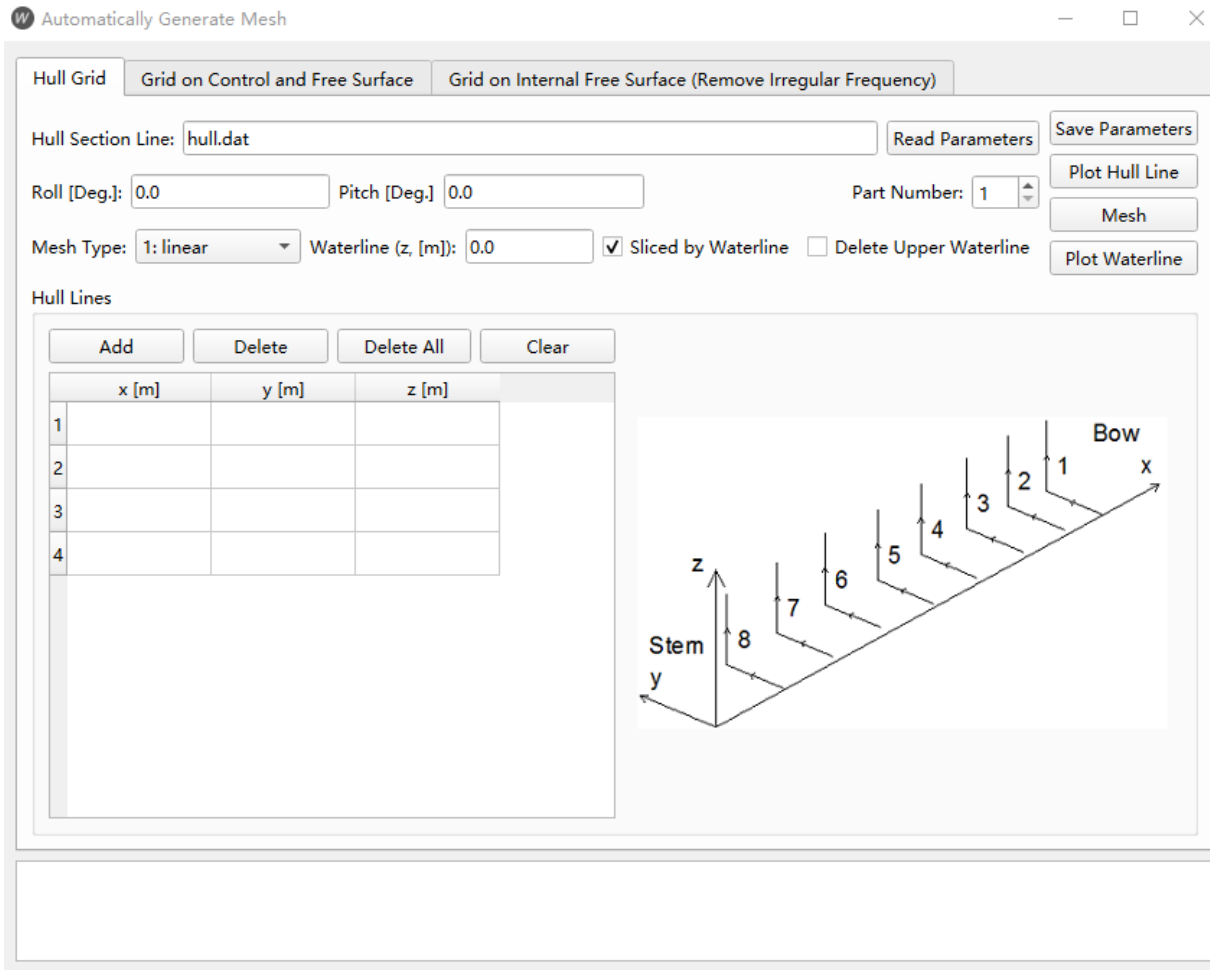 W Automatically Generate Mesh
Hull Grid Grid on Control and Free Surface Grid on Internal Free Surface (Remove Irregular Frequency)
Hull Section Line: hull.dat Read Parameters Save Parameters
Plot Hull Line
Roll [Deg.]: 0.0 Pitch [Deg.] 0.0 Part Number: 1
Mesh
Mesh Type: 1: linear Waterline (z, [m]): 0.0 Sliced by Waterline Delete Upper Waterline
Plot Waterline
Hull Lines
Add Delete Delete All Clear
x [m] y [m] z [m]
1
2
3
4
Bow
x
1
2
3
4
5
z
6
7
Stem 8
y